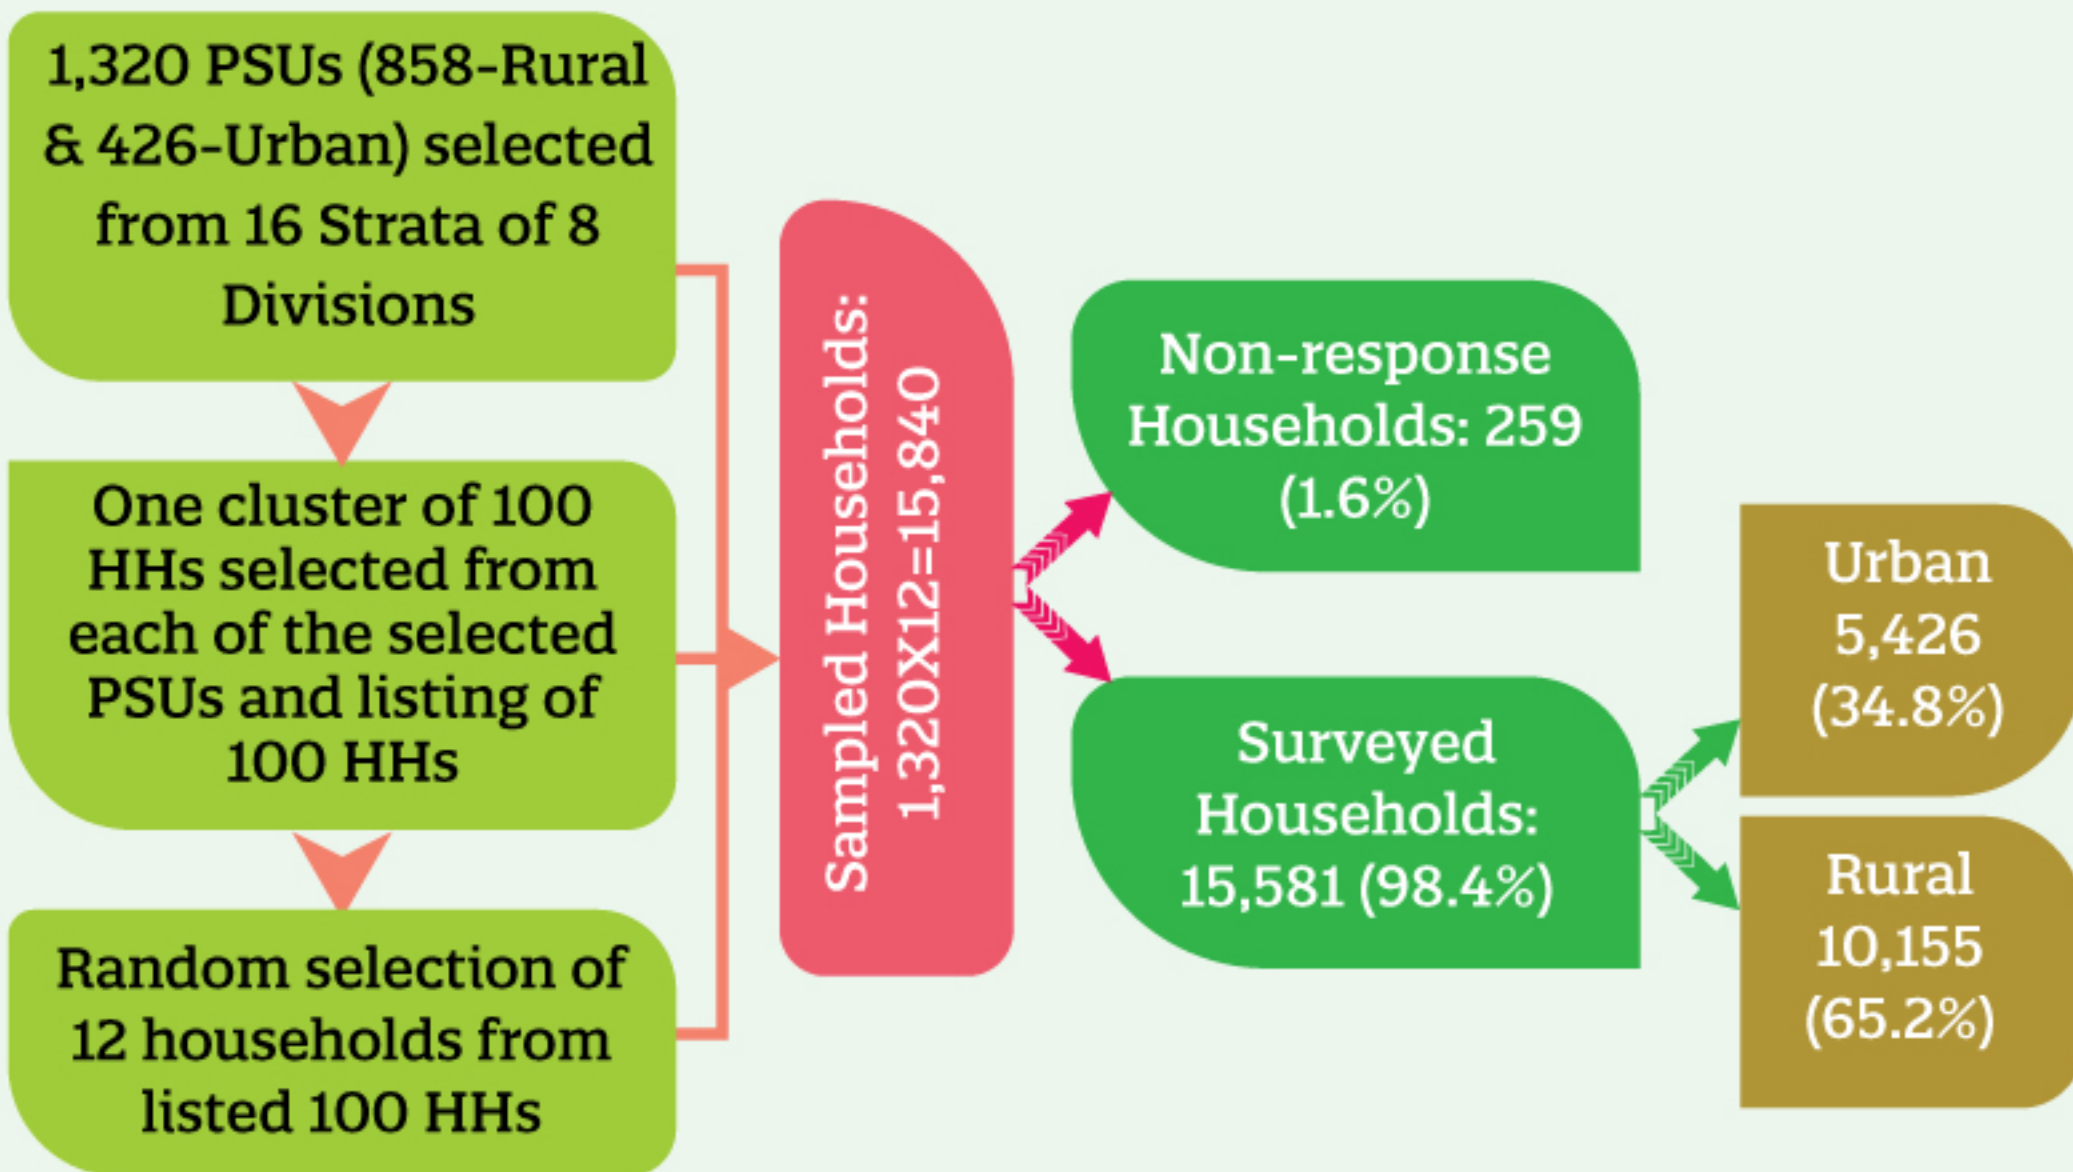 1,320 PSUs (858-Rural
& 426-Urban) selected
from 16 Strata of 8
Divisions
One cluster of 100
HHs selected from
each of the selected
PSUs and listing of
100 HHs
Random selection of
12 households from
listed 100 HHs
Sampled Households:
1,320X12=15,840
Non-response
Households: 259
(1.6%)
Surveyed
Households:
15,581 (98.4%)
Urban
5,426
(34.8%)
Rural
10,155
(65.2%)